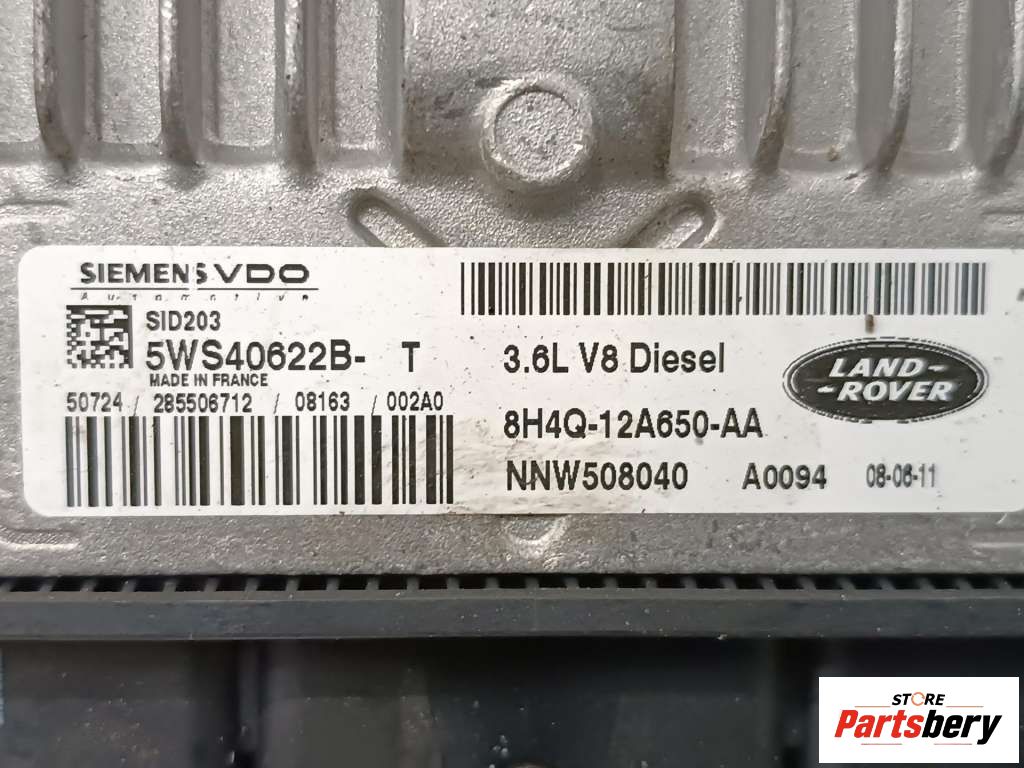 SIEMENS VDO
Automotive
SID203
5WS40622B- T
MADE IN FRANCE
50724 / 285506712 / 08163 / 002A0
3.6L V8 Diesel
LAND-
-ROVER
8H4Q-12A650-AA
NNW508040 A0094 08-06-11
STORE
Partsbery